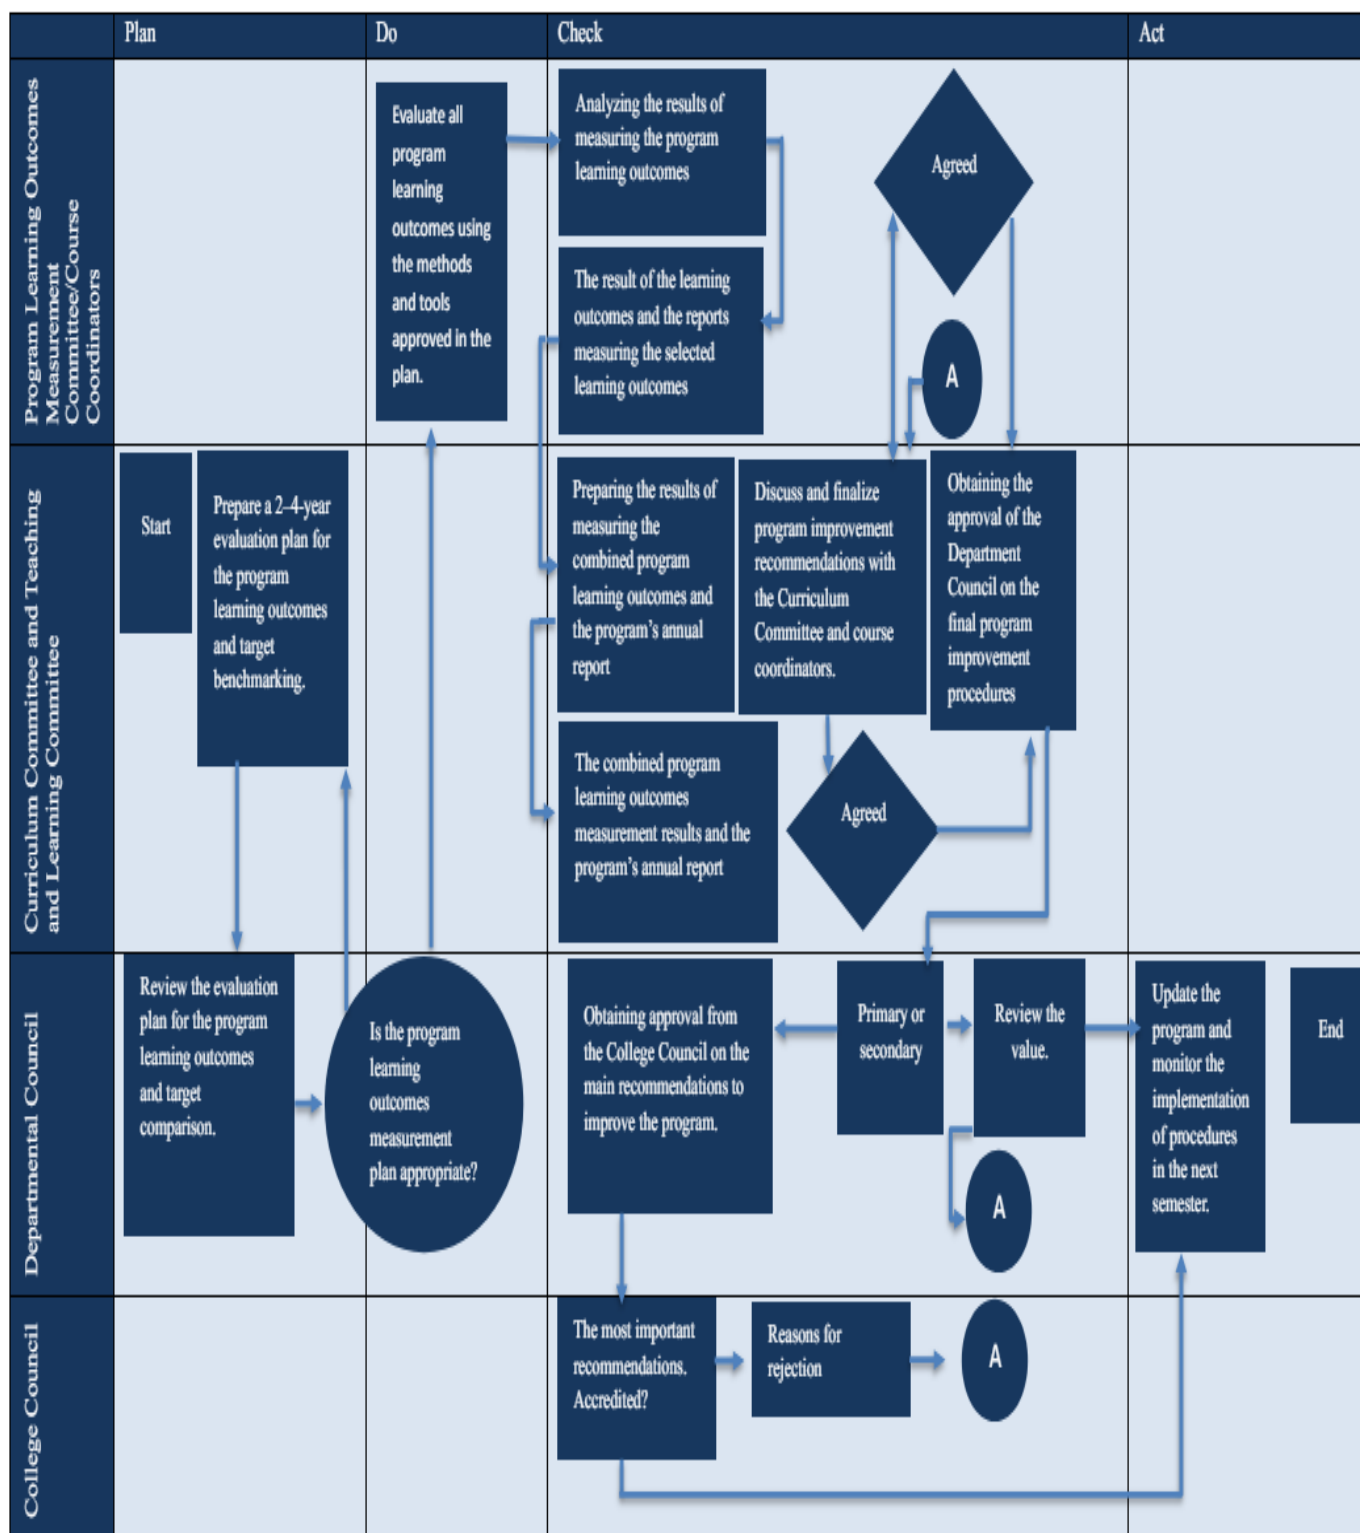 Plan
Do
Check
Act
Program Learning Outcomes
Measurement
Committee/Course
Coordinators
Evaluate all
program
learning
outcomes using
the methods
and tools
approved in the
plan.
Analyzing the results of
measuring the program
learning outcomes
The result of the learning
outcomes and the reports
measuring the selected
learning outcomes
Agreed
A
Curriculum Committee and Teaching
and Learning Committee
Start
Prepare a 2–4-year
evaluation plan for
the program
learning outcomes
and target
benchmarking.
Preparing the results of
measuring the
combined program
learning outcomes and
the program's annual
report
Discuss and finalize
program improvement
recommendations with
the Curriculum
Committee and course
coordinators.
Obtaining the
approval of the
Department
Council on the
final program
improvement
procedures
The combined program
learning outcomes
measurement results and the
program's annual report
Agreed
Departmental Council
Review the evaluation
plan for the program
learning outcomes
and target
comparison.
Is the program
learning
outcomes
measurement
plan appropriate?
Obtaining approval from
the College Council on the
main recommendations to
improve the program.
Primary or
secondary
Review the
value.
A
Update the
program and
monitor the
implementation
of procedures
in the next
semester.
End
College Council
The most important
recommendations.
Accredited?
Reasons for
rejection
A